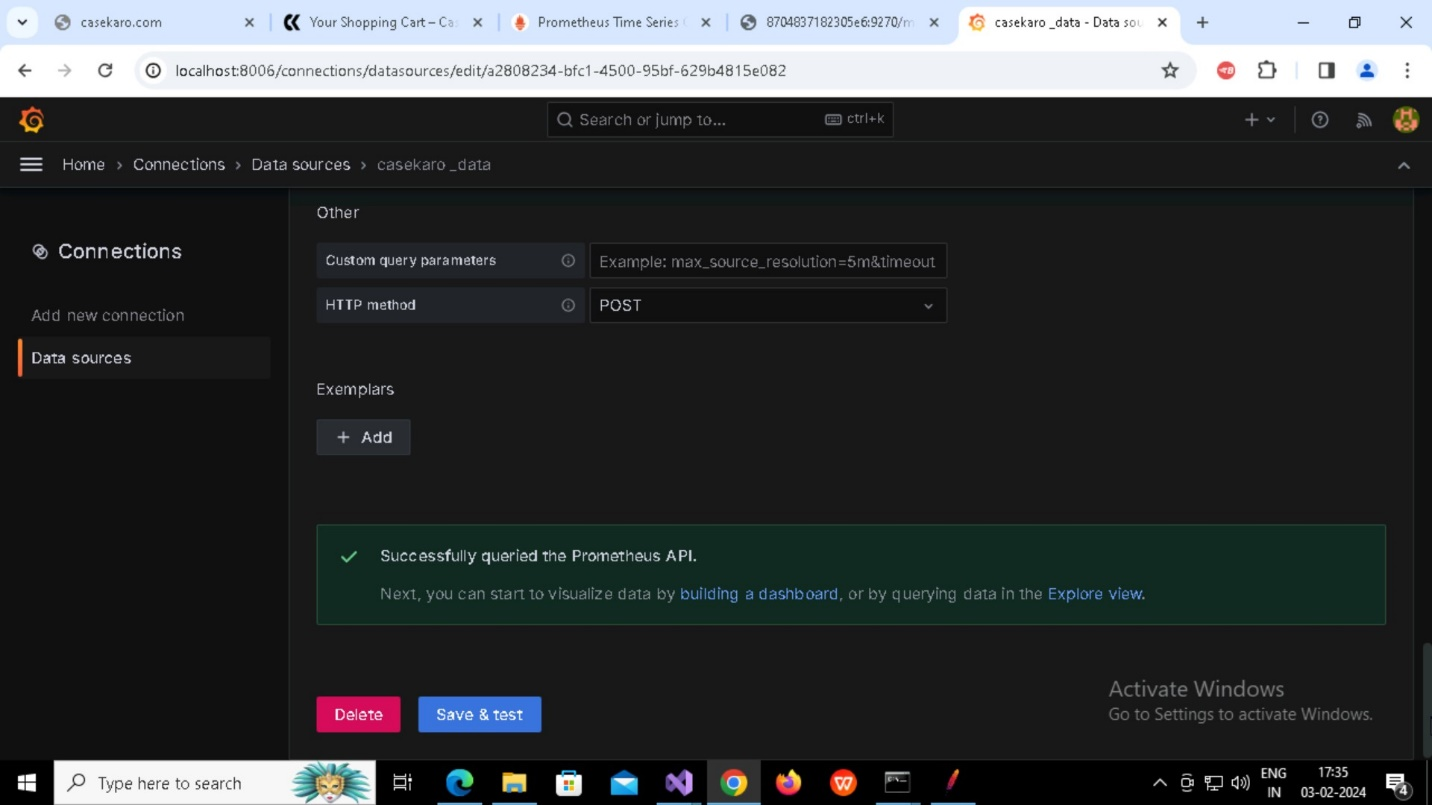 casekaro.com
Your Shopping Cart – Ca
Prometheus Time Series
8704837182305e6:9270/m
casekaro _data - Data sou
localhost:8006/connections/datasources/edit/a2808234-bfc1-4500-95bf-629b4815e082
Search or jump to...
ctrl+k
Home › Connections › Data sources › casekaro _data
Connections
Add new connection
Data sources
Other
Custom query parameters
Example: max_source_resolution=5m&timeout
HTTP method
POST
Exemplars
+ Add
Successfully queried the Prometheus API.
Next, you can start to visualize data by building a dashboard, or by querying data in the Explore view.
Delete
Save & test
Activate Windows
Go to Settings to activate Windows.
Type here to search
ENG
IN
17:35
03-02-2024
4